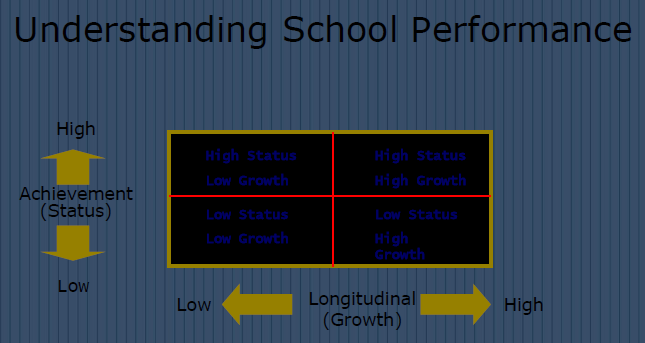 Understanding School Performance
High
Achievement
(Status)
Low
High Status
Low Growth
High Status
High Growth
Low Status
Low Growth
Low Status
High
Growth
Low
Longitudinal
(Growth)
High